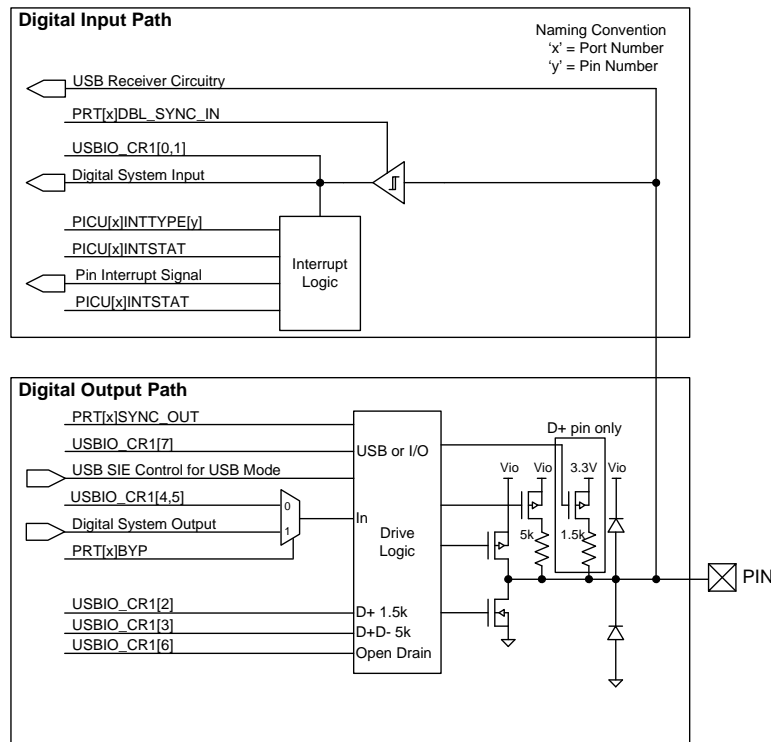 Digital Input Path
Naming Convention
'x' = Port Number
'y' = Pin Number
USB Receiver Circuitry
PRT[x]DBL_SYNC_IN
USBIO_CR1[0,1]
Digital System Input
PICU[x]INTTYPE[y]
PICU[x]INTSTAT
Pin Interrupt Signal
PICU[x]INTSTAT
Interrupt
Logic
Digital Output Path
PRT[x]SYNC_OUT
USBIO_CR1[7]
USB SIE Control for USB Mode
USBIO_CR1[4,5]
Digital System Output
PRT[x]BYP
0
1
USBIO_CR1[2]
USBIO_CR1[3]
USBIO_CR1[6]
USB or I/O
In
Drive
Logic
D+ 1.5k
D+D- 5k
Open Drain
D+ pin only
Vio
Vio
3.3V
Vio
5k
1.5k
PIN